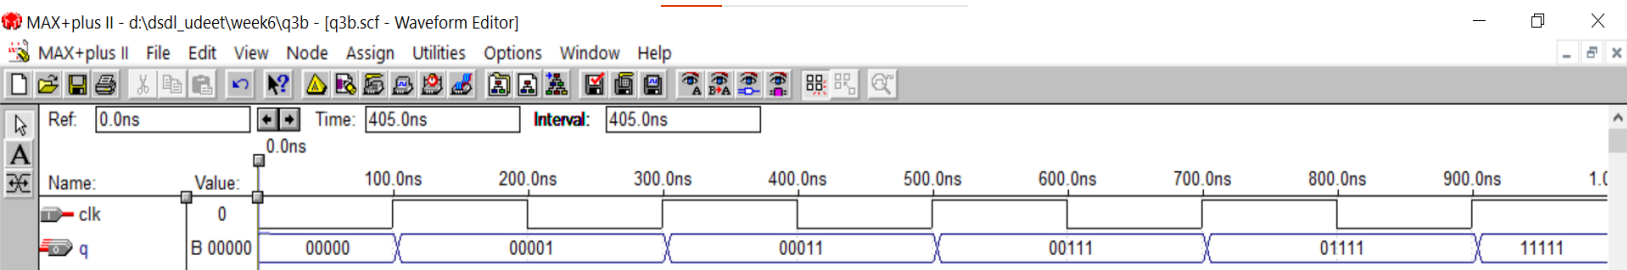 MAX+plus II - d:\dsdl_udeet\week6\q3b - [q3b.scf - Waveform Editor]
MAX+plus II File Edit View Node Assign Utilities Options Window Help
Ref: 0.0ns Time: 405.0ns Interval: 405.0ns
0.0ns
Name: Value: 100.0ns 200.0ns 300.0ns 400.0ns 500.0ns 600.0ns 700.0ns 800.0ns 900.0ns 1.0
clk 0
q B 00000 00000 00001 00011 00111 01111 11111